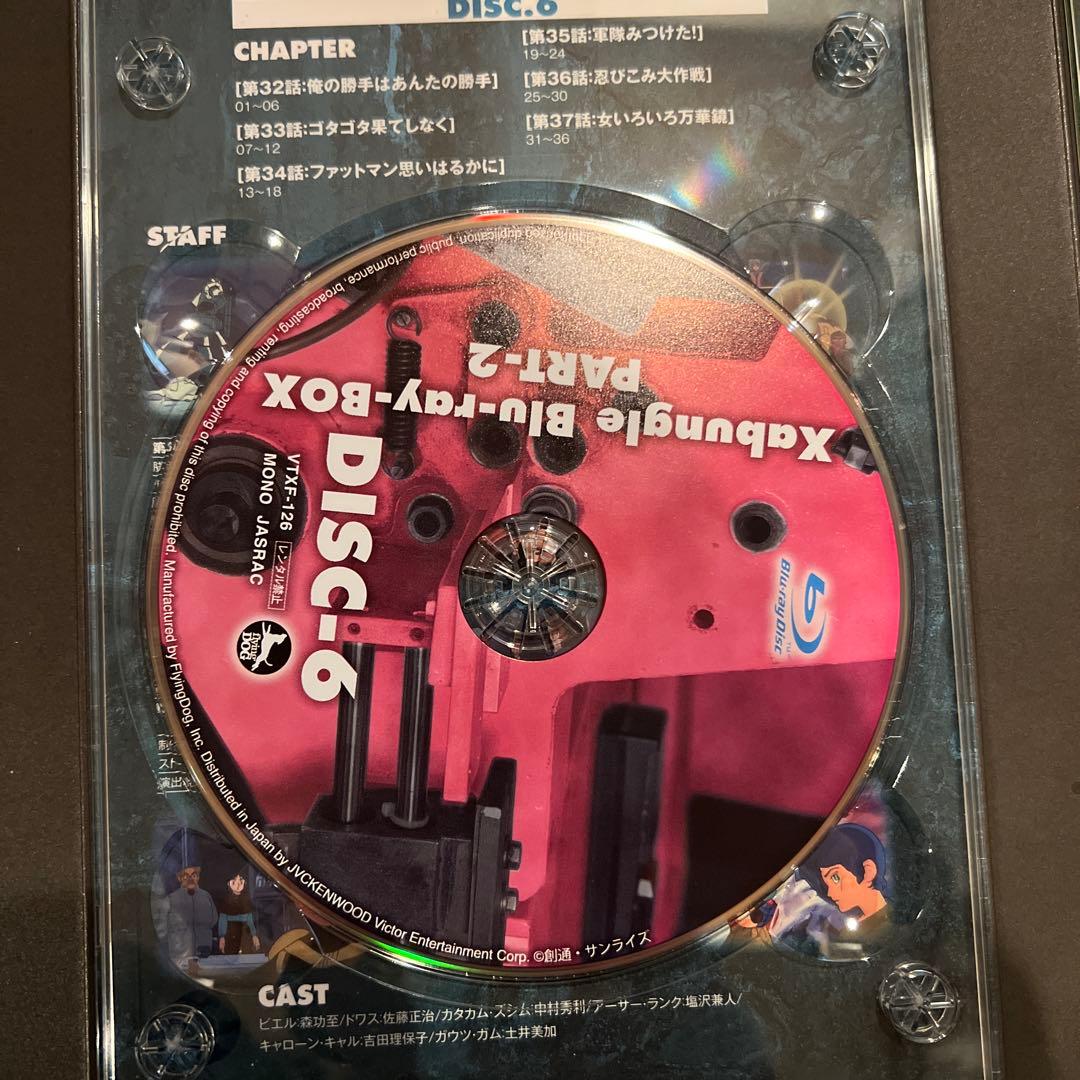 DISC.6
CHAPTER
[第32話:俺の勝手はあんたの勝手]
01〜06
[第33話:ゴタゴタ果てしなく]
07〜12
[第34話:ファットマン思いはるかに]
13〜18
[第35話:軍隊みつけた!]
19〜24
[第36話:忍びこみ大作戦]
25〜30
[第37話:女いろいろ万華鏡]
31〜36
STAFF
Xabungle Blu-ray-BOX
PART-2
DISC-6
VTXF-126
レンタル禁止
MONO JASRAC
flying DOG
Blu-ray Disc
duplication, public performance, broadcasting, renting and copying of this disc prohibited. Manufactured by FlyingDog, Inc. Distributed in Japan by JVCKENWOOD Victor Entertainment Corp. ©創通・サンライズ
スト
演出
CAST
ビエル:森功至/ドワス:佐藤正治/カタカム・ズシム:中村秀利/アーサー・ランク:塩沢兼人/
キャローン・キャル:吉田理保子/ガウツ・ガム:土井美加